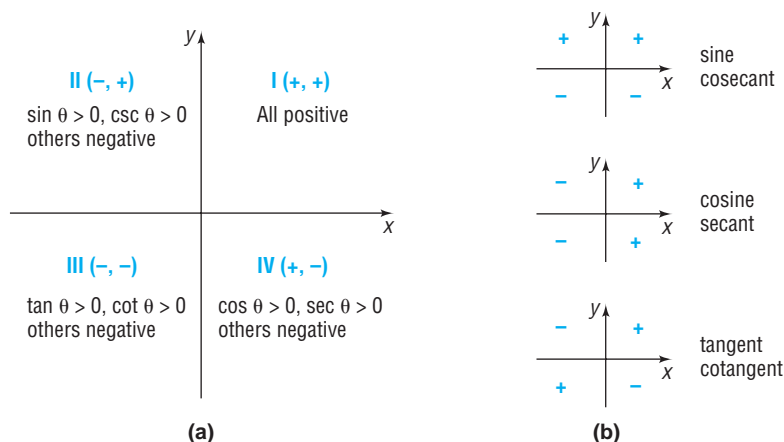 y
II (−, +)
sin θ > 0, csc θ > 0
others negative
I (+, +)
All positive
x
III (−, −)
tan θ > 0, cot θ > 0
others negative
IV (+, −)
cos θ > 0, sec θ > 0
others negative
(a)
y
+ +
x
− −
sine
cosecant
y
− +
x
− +
cosine
secant
y
− +
x
+ −
tangent
cotangent
(b)